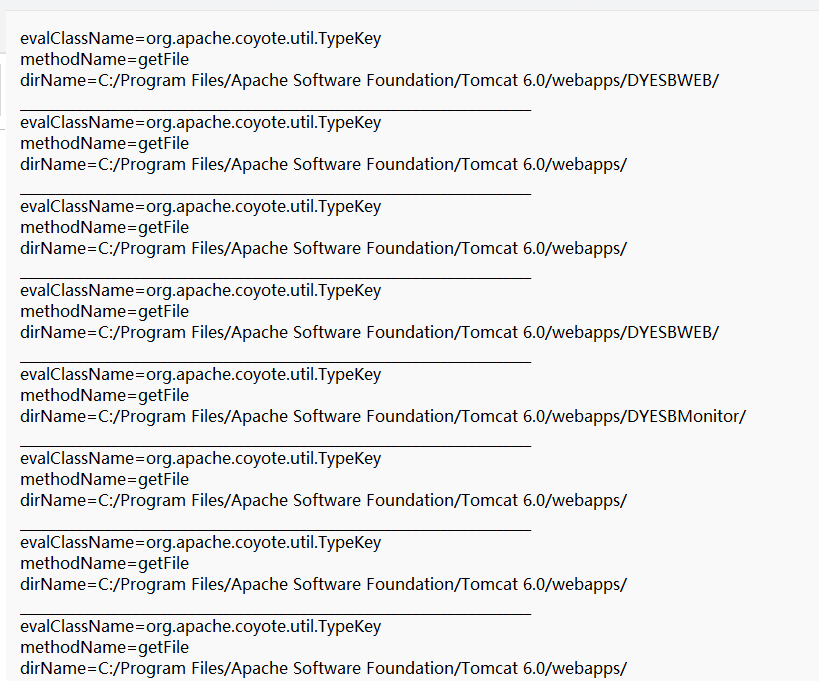 evalClassName=org.apache.coyote.util.TypeKey
methodName=getFile
dirName=C:/Program Files/Apache Software Foundation/Tomcat 6.0/webapps/DYESBWEB/
evalClassName=org.apache.coyote.util.TypeKey
methodName=getFile
dirName=C:/Program Files/Apache Software Foundation/Tomcat 6.0/webapps/
evalClassName=org.apache.coyote.util.TypeKey
methodName=getFile
dirName=C:/Program Files/Apache Software Foundation/Tomcat 6.0/webapps/
evalClassName=org.apache.coyote.util.TypeKey
methodName=getFile
dirName=C:/Program Files/Apache Software Foundation/Tomcat 6.0/webapps/DYESBWEB/
evalClassName=org.apache.coyote.util.TypeKey
methodName=getFile
dirName=C:/Program Files/Apache Software Foundation/Tomcat 6.0/webapps/DYESBMonitor/
evalClassName=org.apache.coyote.util.TypeKey
methodName=getFile
dirName=C:/Program Files/Apache Software Foundation/Tomcat 6.0/webapps/
evalClassName=org.apache.coyote.util.TypeKey
methodName=getFile
dirName=C:/Program Files/Apache Software Foundation/Tomcat 6.0/webapps/
evalClassName=org.apache.coyote.util.TypeKey
methodName=getFile
dirName=C:/Program Files/Apache Software Foundation/Tomcat 6.0/webapps/